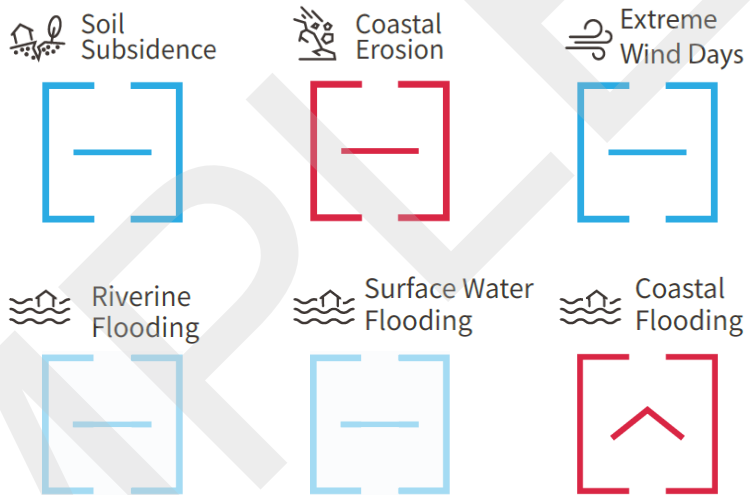 Soil
Subsidence
Coastal
Erosion
Extreme
Wind Days
Riverine
Flooding
Surface Water
Flooding
Coastal
Flooding